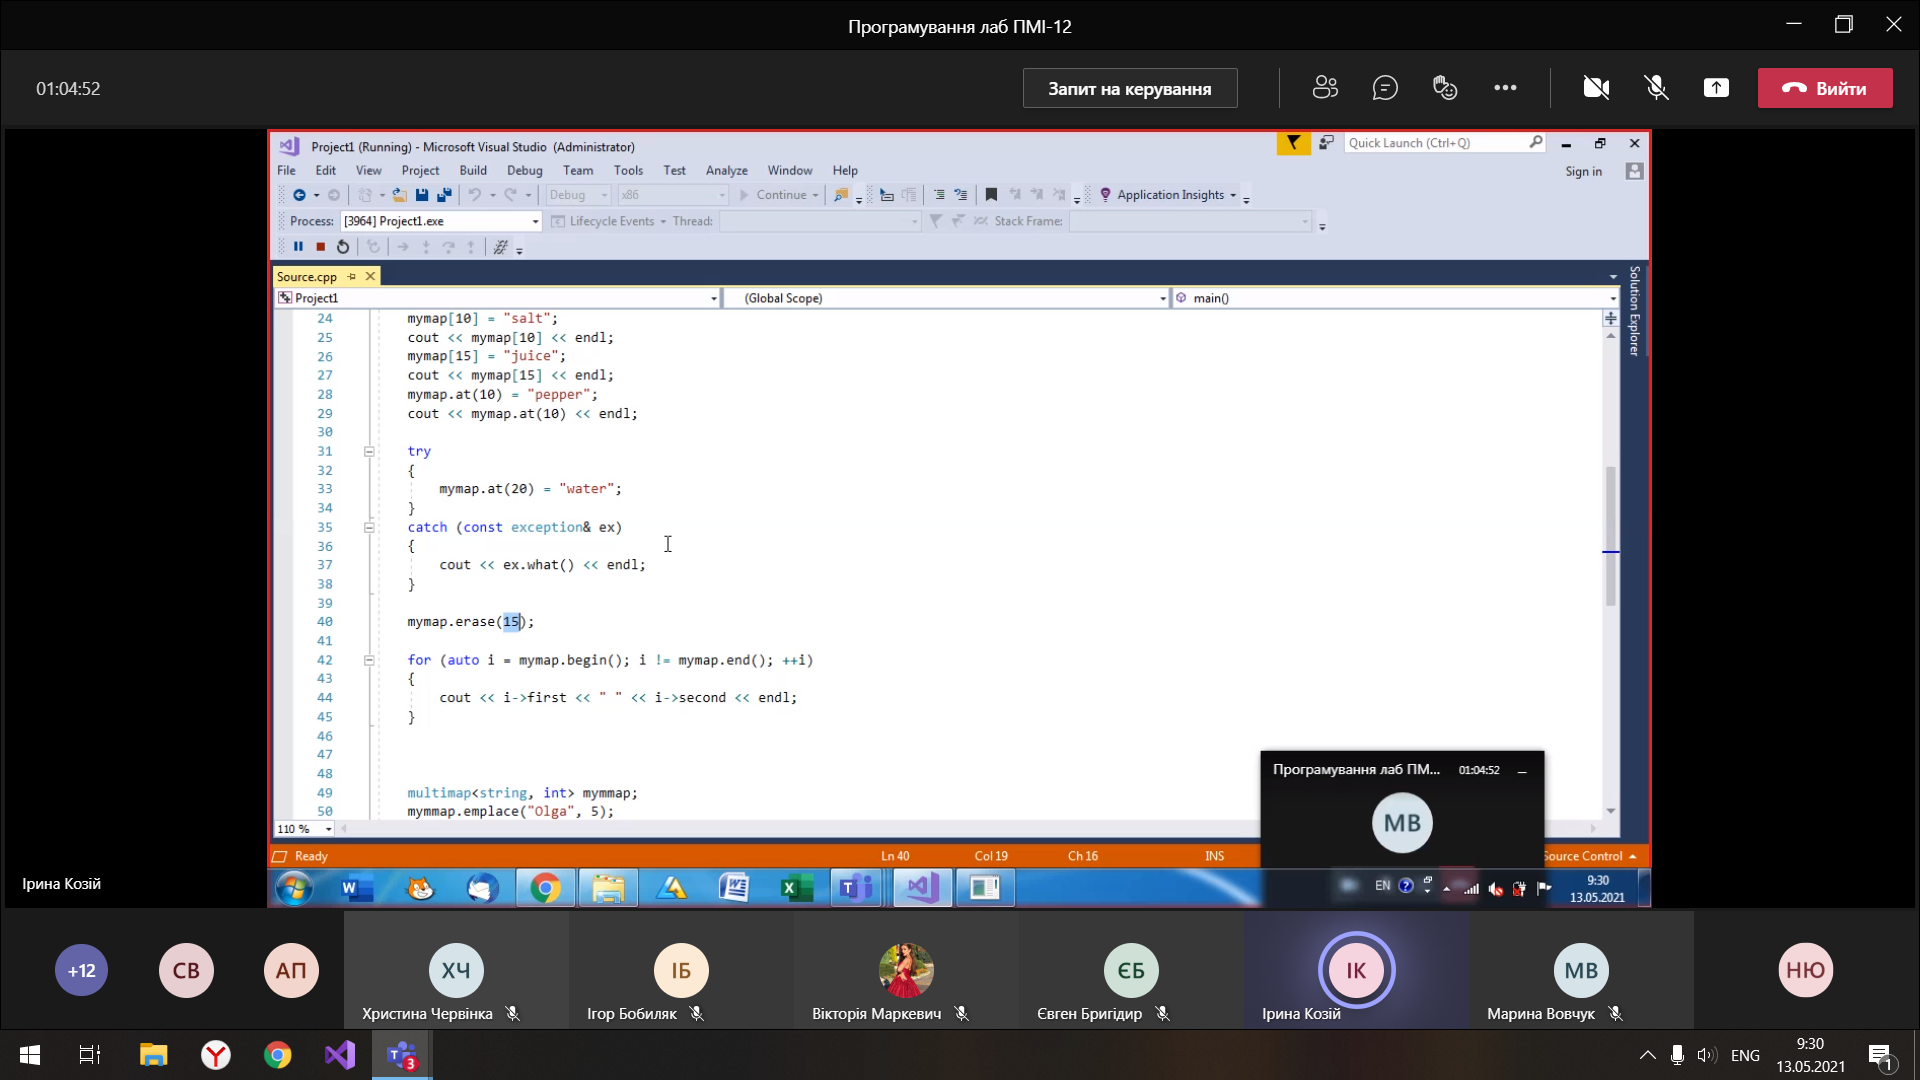 Програмування лаб ПМІ-12
01:04:52
Запит на керування
Вийти
Project1 (Running) - Microsoft Visual Studio (Administrator)
Quick Launch (Ctrl+Q)
File Edit View Project Build Debug Team Tools Test Analyze Window Help
Sign in
Debug x86 Continue Application Insights
Process: [3964] Project1.exe Lifecycle Events Thread: Stack Frame:
Source.cpp
Solution Explorer
Project1 (Global Scope) main()
24 mymap[10] = "salt";
25 cout << mymap[10] << endl;
26 mymap[15] = "juice";
27 cout << mymap[15] << endl;
28 mymap.at(10) = "pepper";
29 cout << mymap.at(10) << endl;
30
31 try
32 {
33 mymap.at(20) = "water";
34 }
35 catch (const exception& ex)
36 {
37 cout << ex.what() << endl;
38 }
39
40 mymap.erase(15);
41
42 for (auto i = mymap.begin(); i != mymap.end(); ++i)
43 {
44 cout << i->first << " " << i->second << endl;
45 }
46
47
48
49 multimap<string, int> mymmap;
50 mymmap.emplace("Olga", 5);
Програмування лаб ПМ... 01:04:52
МВ
110 %
Ready Ln 40 Col 19 Ch 16 INS Source Control
Ірина Козій
EN
9:30
13.05.2021
+12
СВ
АП
ХЧ
Христина Червінка
ІБ
Ігор Бобиляк
Вікторія Маркевич
ЄБ
Євген Бригідир
ІК
Ірина Козій
МВ
Марина Вовчук
НЮ
3
ENG
9:30
13.05.2021
1